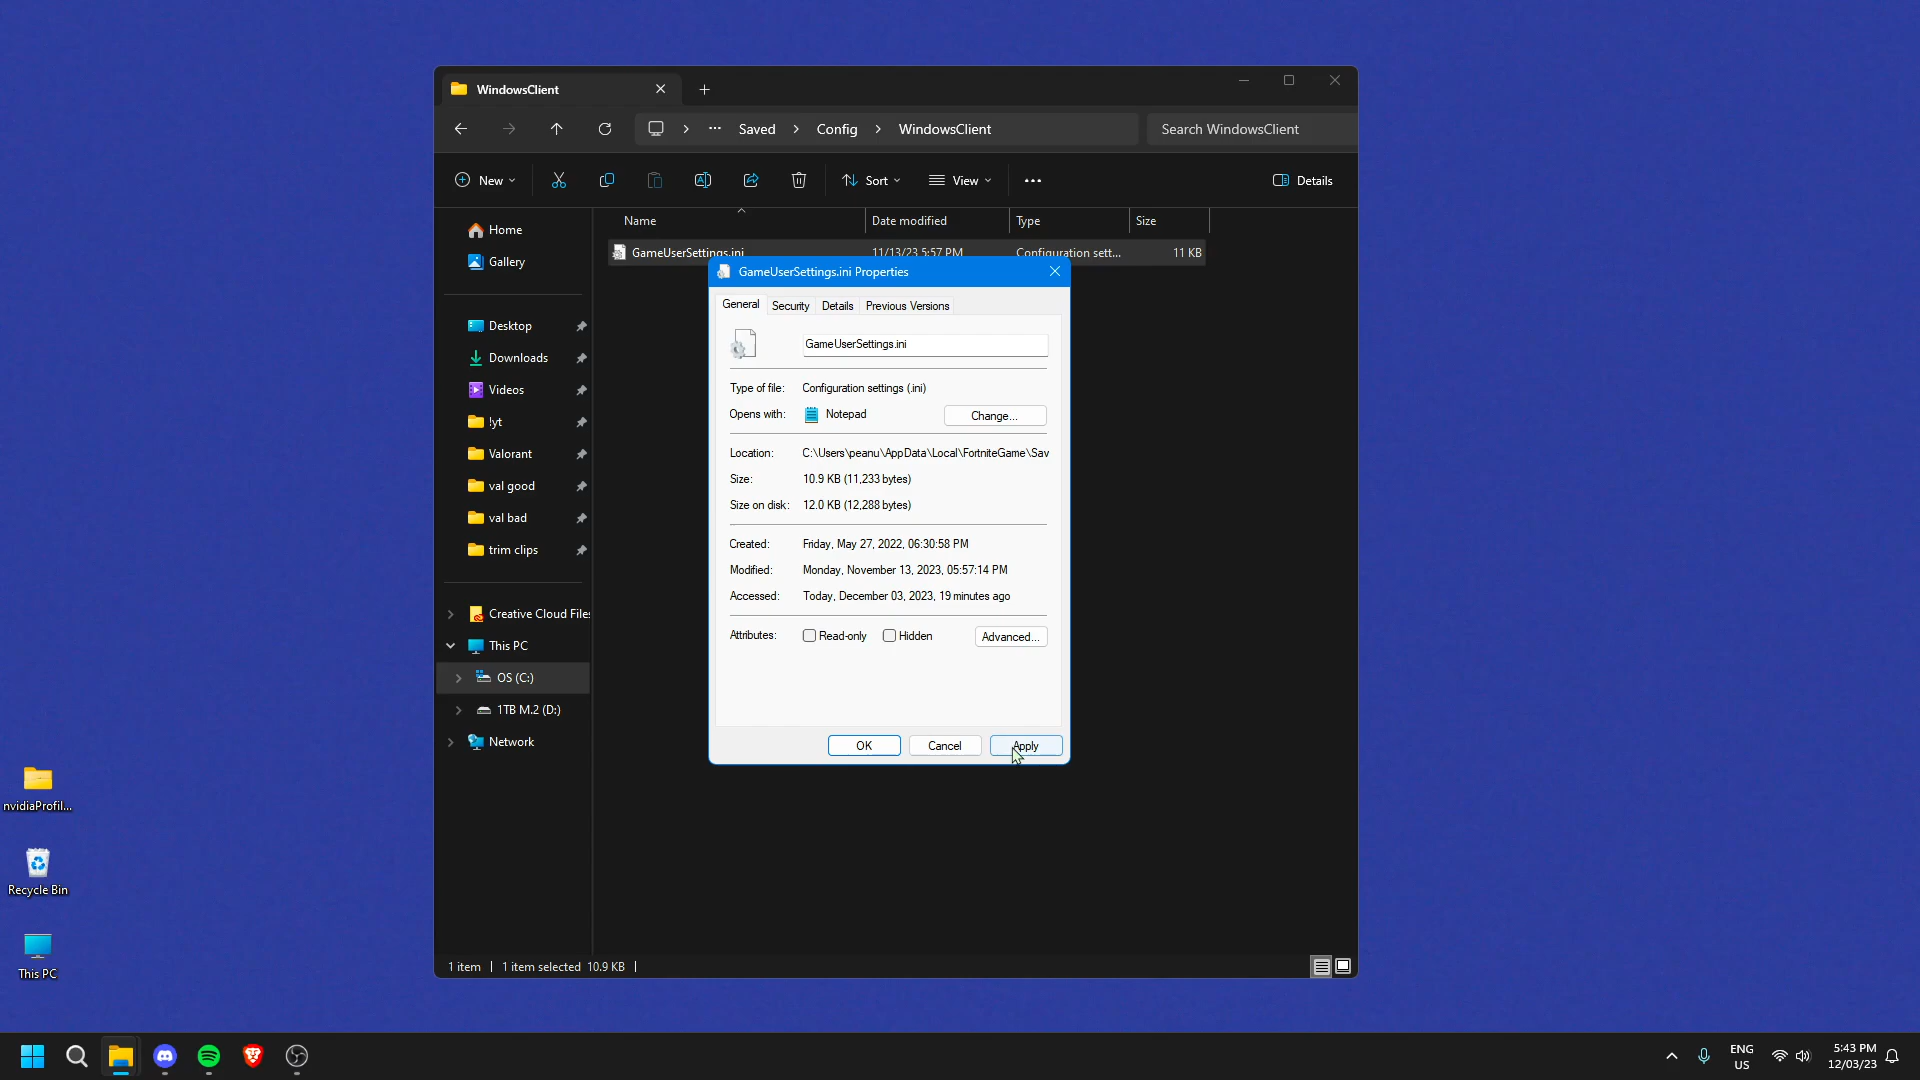 WindowsClient
Saved
Config
WindowsClient
Search WindowsClient
New
Sort
View
Details
Name
Date modified
Type
Size
GameUserSettings.ini
11/13/23 5:57 PM
Configuration sett...
11 KB
Home
Gallery
Desktop
Downloads
Videos
!yt
Valorant
val good
val bad
trim clips
Creative Cloud Files
This PC
OS (C:)
1TB M.2 (D:)
Network
GameUserSettings.ini Properties
General
Security
Details
Previous Versions
GameUserSettings.ini
Type of file: Configuration settings (.ini)
Opens with: Notepad
Change...
Location: C:\Users\peanu\AppData\Local\FortniteGame\Sav
Size: 10.9 KB (11,233 bytes)
Size on disk: 12.0 KB (12,288 bytes)
Created: Friday, May 27, 2022, 06:30:58 PM
Modified: Monday, November 13, 2023, 05:57:14 PM
Accessed: Today, December 03, 2023, 19 minutes ago
Attributes: Read-only Hidden
Advanced...
OK
Cancel
Apply
1 item
1 item selected 10.9 KB
nvidiaProfil...
Recycle Bin
This PC
ENG
US
5:43 PM
12/03/23